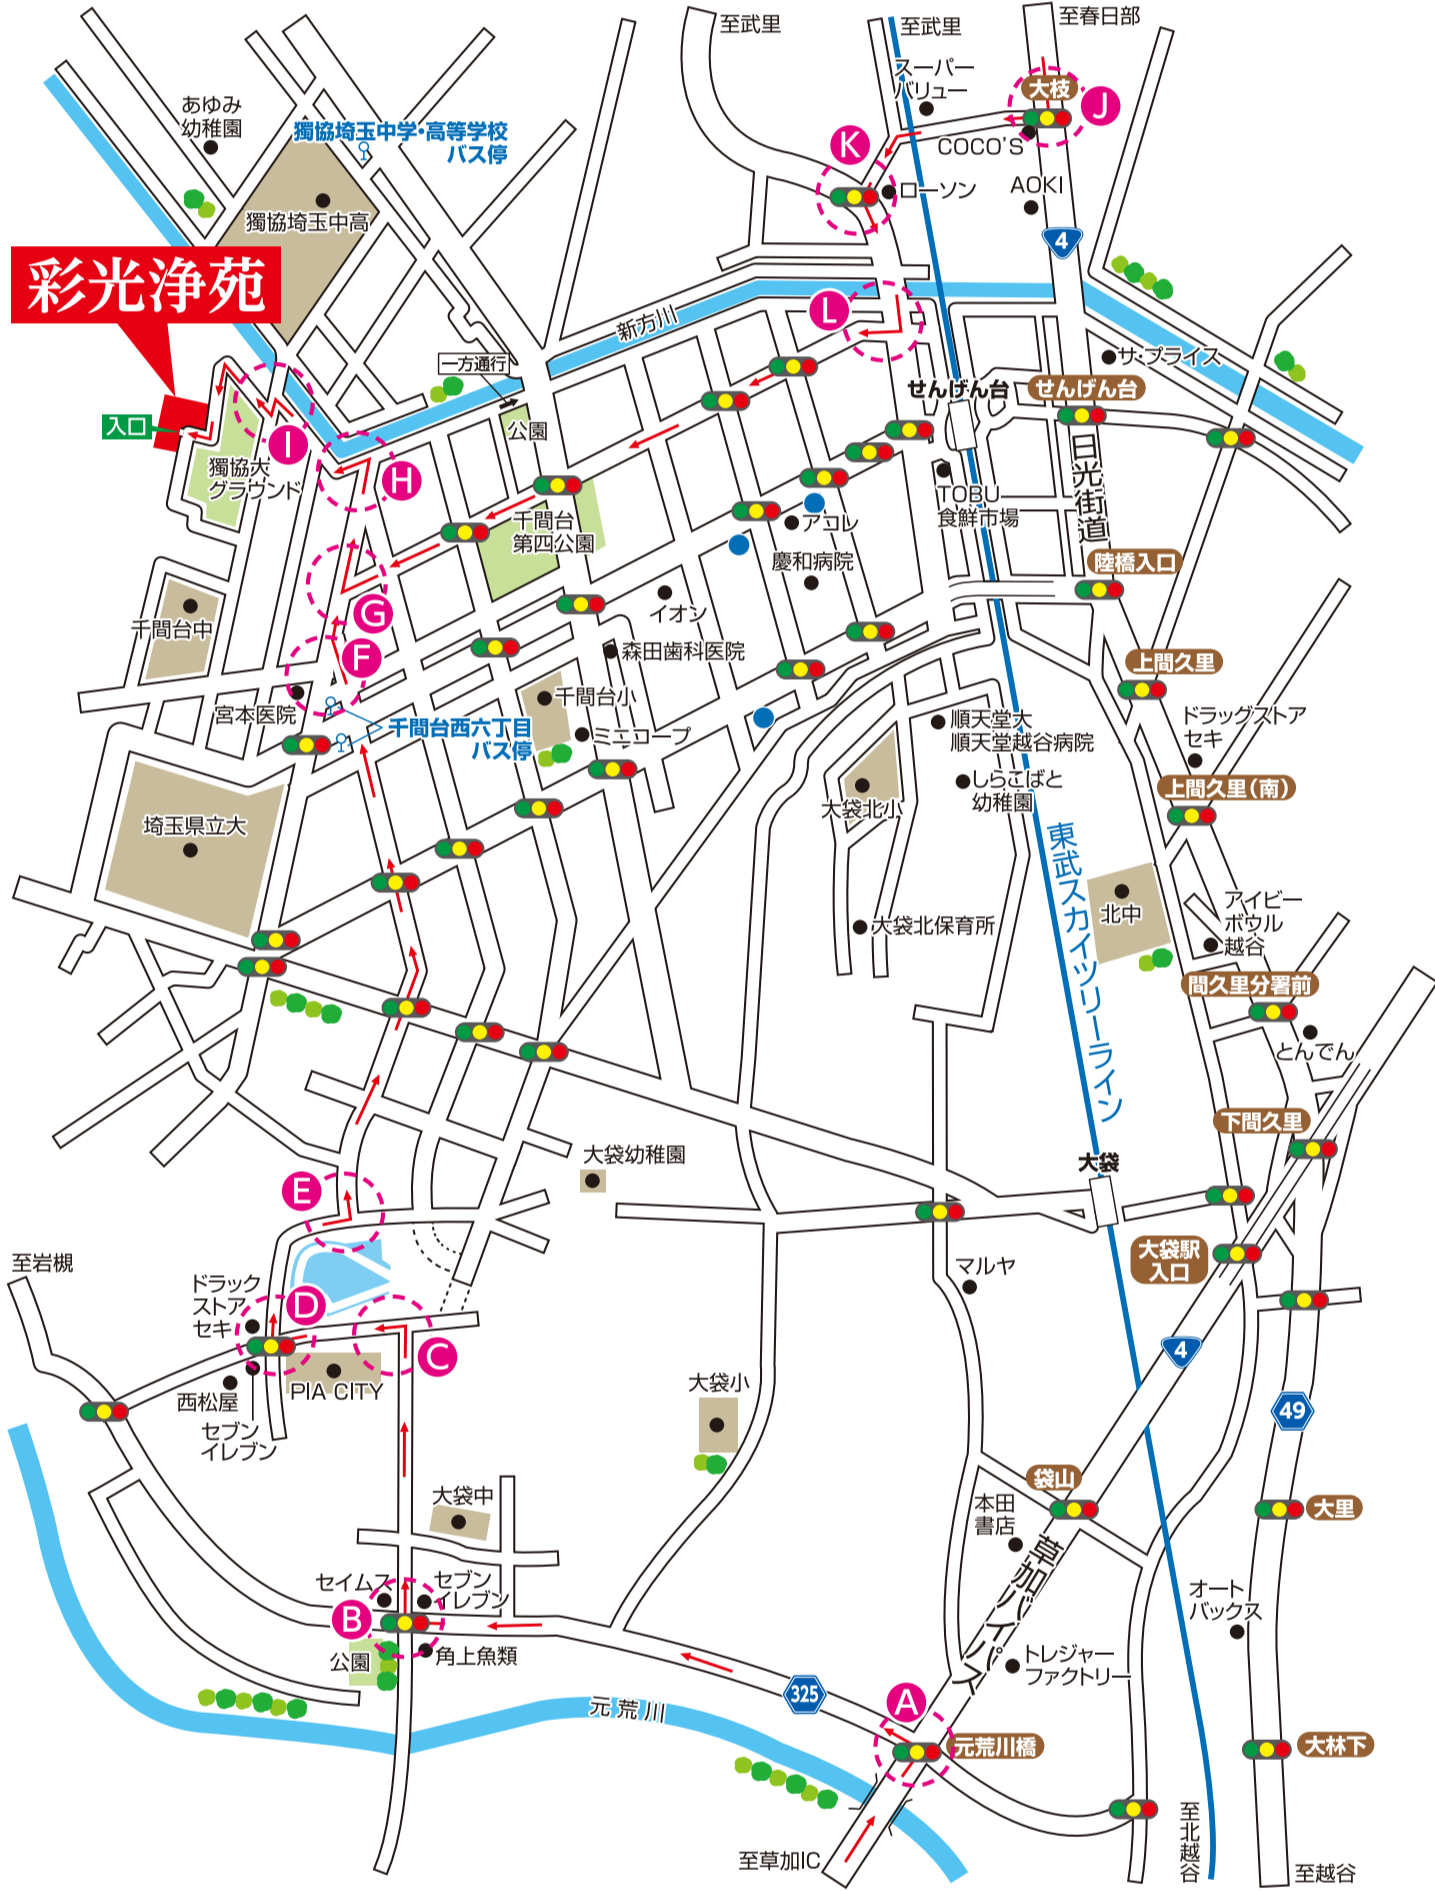 至武里
至武里
至春日部
スーパー
バリュー
大枝
J
あゆみ
幼稚園
獨協埼玉中学・高等学校
バス停
K
COCO'S
ローソン
AOKI
獨協埼玉中高
4
彩光浄苑
新方川
L
一方通行
サ・プライス
せんげん台
せんげん台
入口
公園
I
H
獨協大
グラウンド
日光街道
TOBU
食鮮市場
千間台
第四公園
アコレ
慶和病院
陸橋入口
G
イオン
千間台中
F
森田歯科医院
上間久里
千間台小
宮本医院
千間台西六丁目
バス停
ミニコープ
順天堂大
順天堂越谷病院
ドラッグストア
セキ
しらこばと
幼稚園
上間久里(南)
大袋北小
埼玉県立大
東武スカイツリーライン
北中
アイビー
ボウル
越谷
大袋北保育所
間久里分署前
とんでん
下間久里
大袋幼稚園
大袋
E
大袋駅
入口
至岩槻
ドラック
ストア
セキ
D
マルヤ
C
4
PIA CITY
西松屋
セブン
イレブン
大袋小
49
袋山
大袋中
本田
書店
大里
草加バイパス
セイムス
セブン
イレブン
オート
バックス
B
公園
角上魚類
トレジャー
ファクトリー
325
A
元荒川
元荒川橋
大林下
至草加IC
至北越谷
至越谷